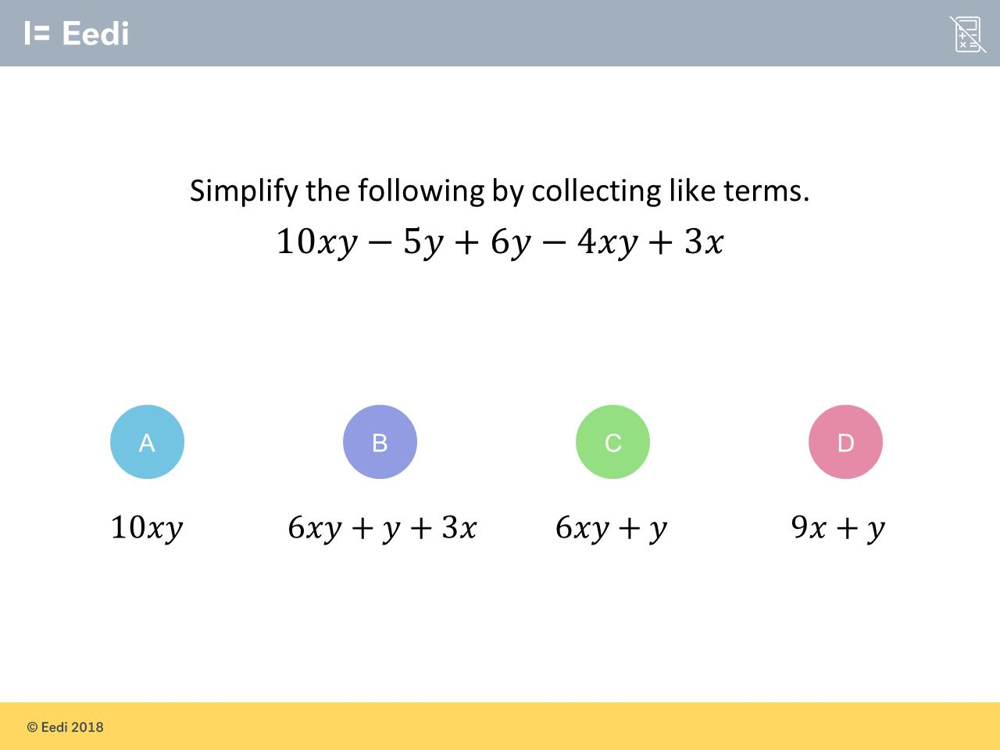 Eedi
Simplify the following by collecting like terms.
10xy − 5y + 6y − 4xy + 3x
A B C D
10xy 6xy + y + 3x 6xy + y 9x + y
© Eedi 2018